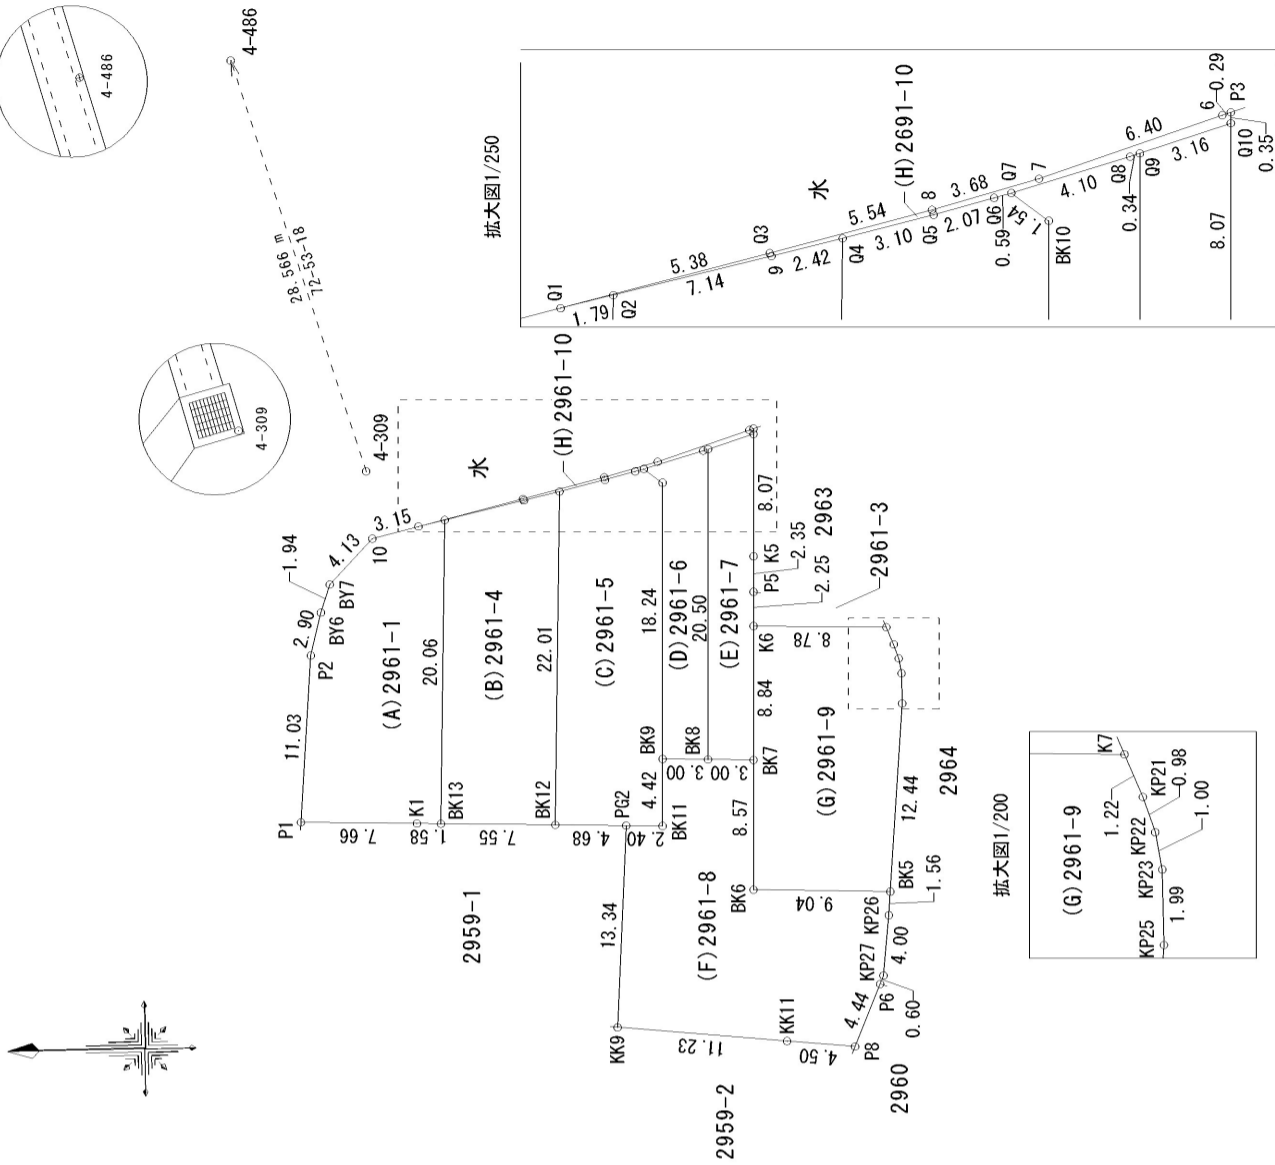 4-486
4-486
28.566 m
72-53-18
4-309
4-309
拡大図1/250
Q1
1.79
Q2
5.38
7.14
Q3
9
2.42
5.54
水
(H)2691-10
Q4
3.10
8
Q5
3.68
2.07
Q6
Q7
7
0.59
1.54
BK10
4.10
6.40
Q8
0.34
Q9
3.16
6
0.29
P3
Q10
0.35
8.07
P1
11.03
P2
2.90
1.94
BY6
BY7
4.13
10
3.15
水
(H)2961-10
(A)2961-1
7.66
K1
1.58
BK13
20.06
(B)2961-4
7.55
BK12
22.01
(C)2961-5
4.68
PG2
2.40
BK11
4.42
BK9
18.24
(D)2961-6
3.00
BK8
20.50
(E)2961-7
3.00
BK7
8.84
K6
P5
K5
8.07
2.35
2.25
2963
2961-3
8.78
2959-1
13.34
KK9
(F)2961-8
8.57
BK6
(G)2961-9
9.04
11.23
KK11
4.50
2959-2
P8
4.44
P6
KP27
0.60
4.00
KP26
BK5
1.56
12.44
2964
2960
拡大図1/200
(G)2961-9
K7
1.22
KP21
0.98
KP22
1.00
KP23
1.99
KP25